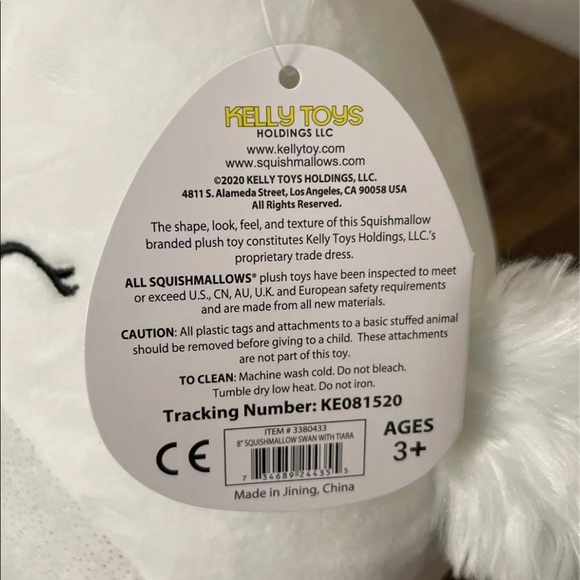 KELLY TOYS
HOLDINGS LLC
www.kellytoy.com
www.squishmallows.com
©2020 KELLY TOYS HOLDINGS, LLC.
4811 S. Alameda Street, Los Angeles, CA 90058 USA
All Rights Reserved.
The shape, look, feel, and texture of this Squishmallow
branded plush toy constitutes Kelly Toys Holdings, LLC.'s
proprietary trade dress.
ALL SQUISHMALLOWS® plush toys have been inspected to meet
or exceed U.S., CN, AU, U.K. and European safety requirements
and are made from all new materials.
CAUTION: All plastic tags and attachments to a basic stuffed animal
should be removed before giving to a child. These attachments
are not part of this toy.
TO CLEAN: Machine wash cold. Do not bleach.
Tumble dry low heat. Do not iron.
Tracking Number: KE081520
CE
ITEM # 3380433
8" SQUISHMALLOW SWAN WITH TIARA
7 34689 24435 5
AGES
3+
Made in Jining, China